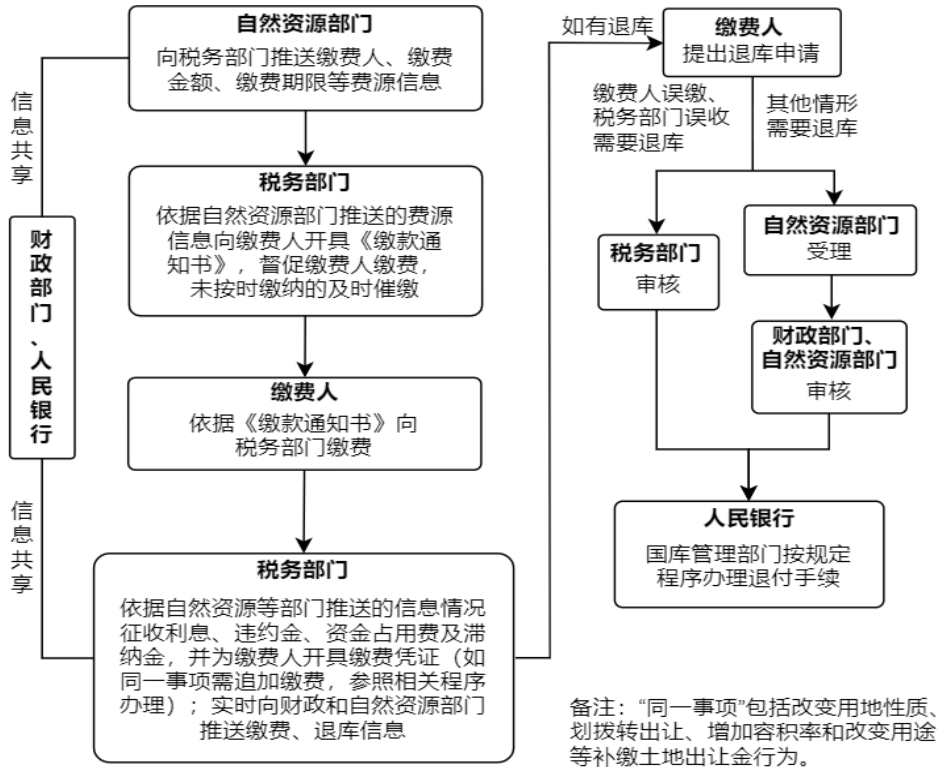 自然资源部门
向税务部门推送缴费人、缴费
金额、缴费期限等费源信息
信息共享
税务部门
依据自然资源部门推送的费源
信息向缴费人开具《缴款通
知书》，督促缴费人缴费，
未按时缴纳的及时催缴
财政部门、人民银行
缴费人
依据《缴款通知书》向
税务部门缴费
信息共享
税务部门
依据自然资源等部门推送的信息情况
征收利息、违约金、资金占用费及滞
纳金，并为缴费人开具缴费凭证（如
同一事项需追加缴费，参照相关程序
办理）；实时向财政和自然资源部门
推送缴费、退库信息
如有退库
缴费人
提出退库申请
缴费人误缴、
税务部门误收
需要退库
其他情形
需要退库
税务部门
审核
自然资源部门
受理
财政部门、
自然资源部门
审核
人民银行
国库管理部门按规定
程序办理退付手续
备注：“同一事项”包括改变用地性质、
划拨转出让、增加容积率和改变用途
等补缴土地出让金行为。